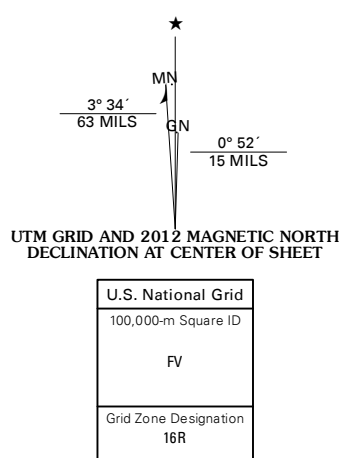 ★
MN
3° 34´
63 MILS
GN
0° 52´
15 MILS
UTM GRID AND 2012 MAGNETIC NORTH
DECLINATION AT CENTER OF SHEET
U.S. National Grid
100,000-m Square ID
FV
Grid Zone Designation
16R